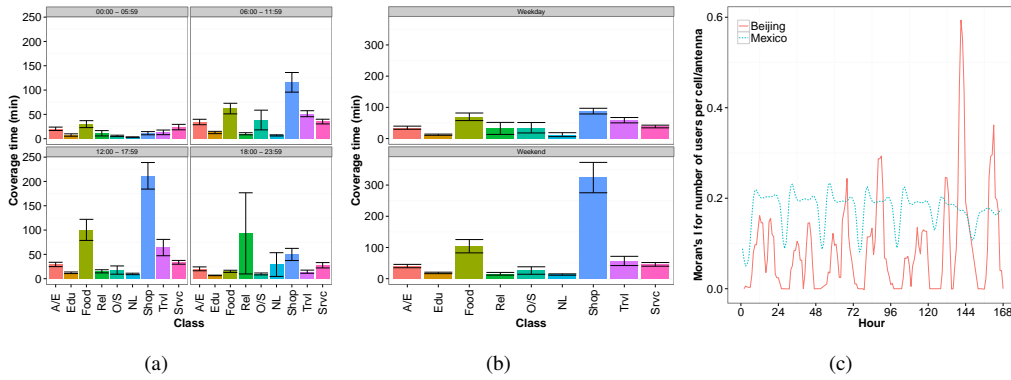 00:00 − 05:59
06:00 − 11:59
250
200
150
100
50
0
12:00 − 17:59
18:00 − 23:59
250
200
150
100
50
0
Coverage time (min)
A/E
Edu
Food
Rel
O/S
NL
Shop
Trvl
Srvc
A/E
Edu
Food
Rel
O/S
NL
Shop
Trvl
Srvc
Class
(a)
Weekday
300
200
100
0
Weekend
300
200
100
0
Coverage time (min)
A/E
Edu
Food
Rel
O/S
NL
Shop
Trvl
Srvc
Class
(b)
Moran's I for number of users per cell/antenna
0.6
0.4
0.2
0.0
Beijing
Mexico
0 24 48 72 96 120 144 168
Hour
(c)